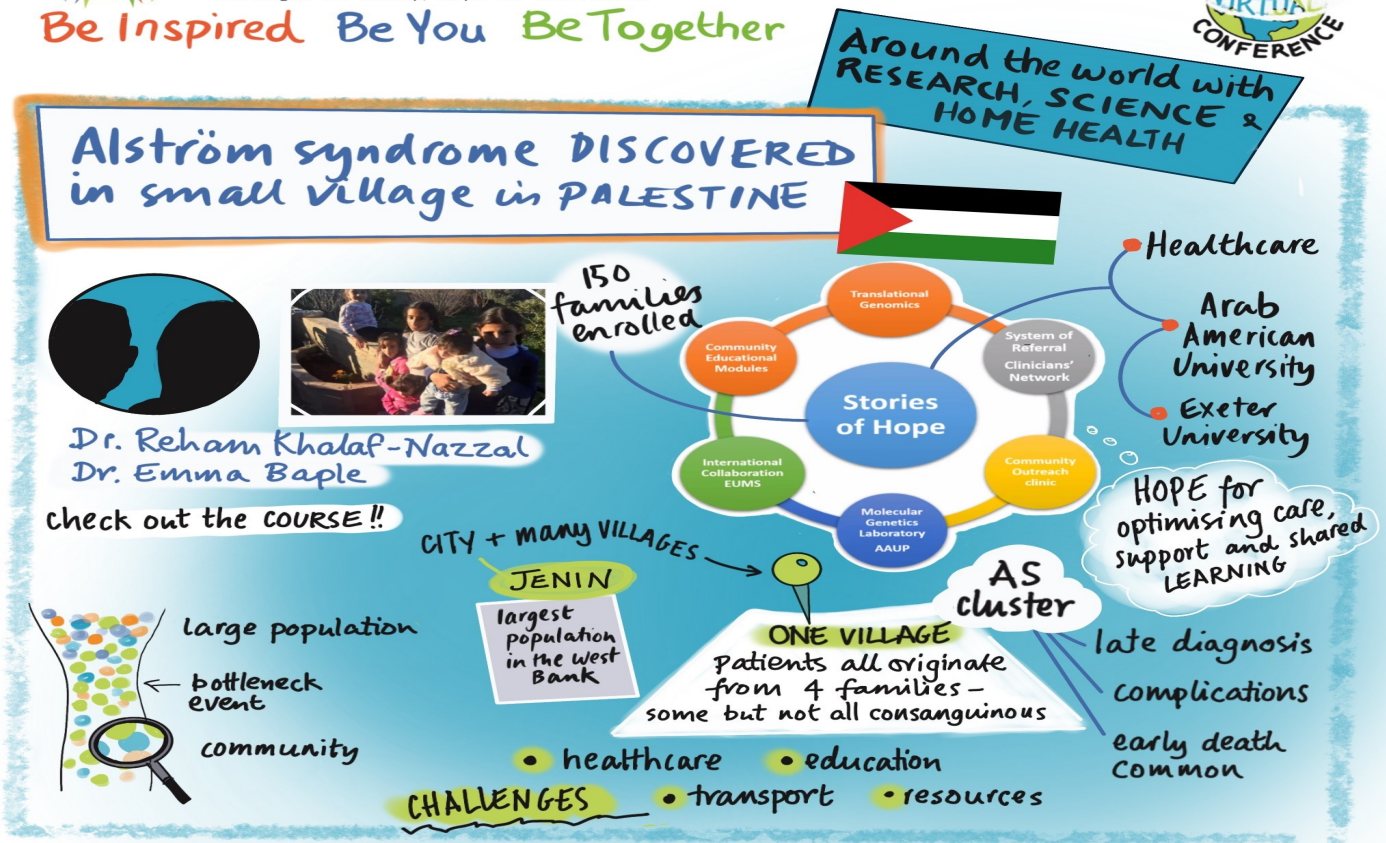 Be Inspired Be You Be Together
VIRTUAL
CONFERENCE
Around the world with
RESEARCH, SCIENCE &
HOME HEALTH
Alström syndrome DISCOVERED
in small village in PALESTINE
150
families
enrolled
Translational
Genomics
Community
Educational
Modules
System of
Referral
Clinicians'
Network
Stories
of Hope
International
Collaboration
EUMS
Community
Outreach
clinic
Molecular
Genetics
Laboratory
AAUP
Healthcare
Arab
American
University
Exeter
University
HOPE for
optimising care,
support and shared
LEARNING
Dr. Reham Khalaf-Nazzal
Dr. Emma Baple
Check out the COURSE!!
CITY + many VILLAGES
JENIN
largest
population
in the West
Bank
ONE VILLAGE
Patients all originate
from 4 families –
some but not all consanguinous
AS
cluster
late diagnosis
complications
early death
common
large population
bottleneck
event
community
CHALLENGES
• healthcare
• education
• transport
• resources